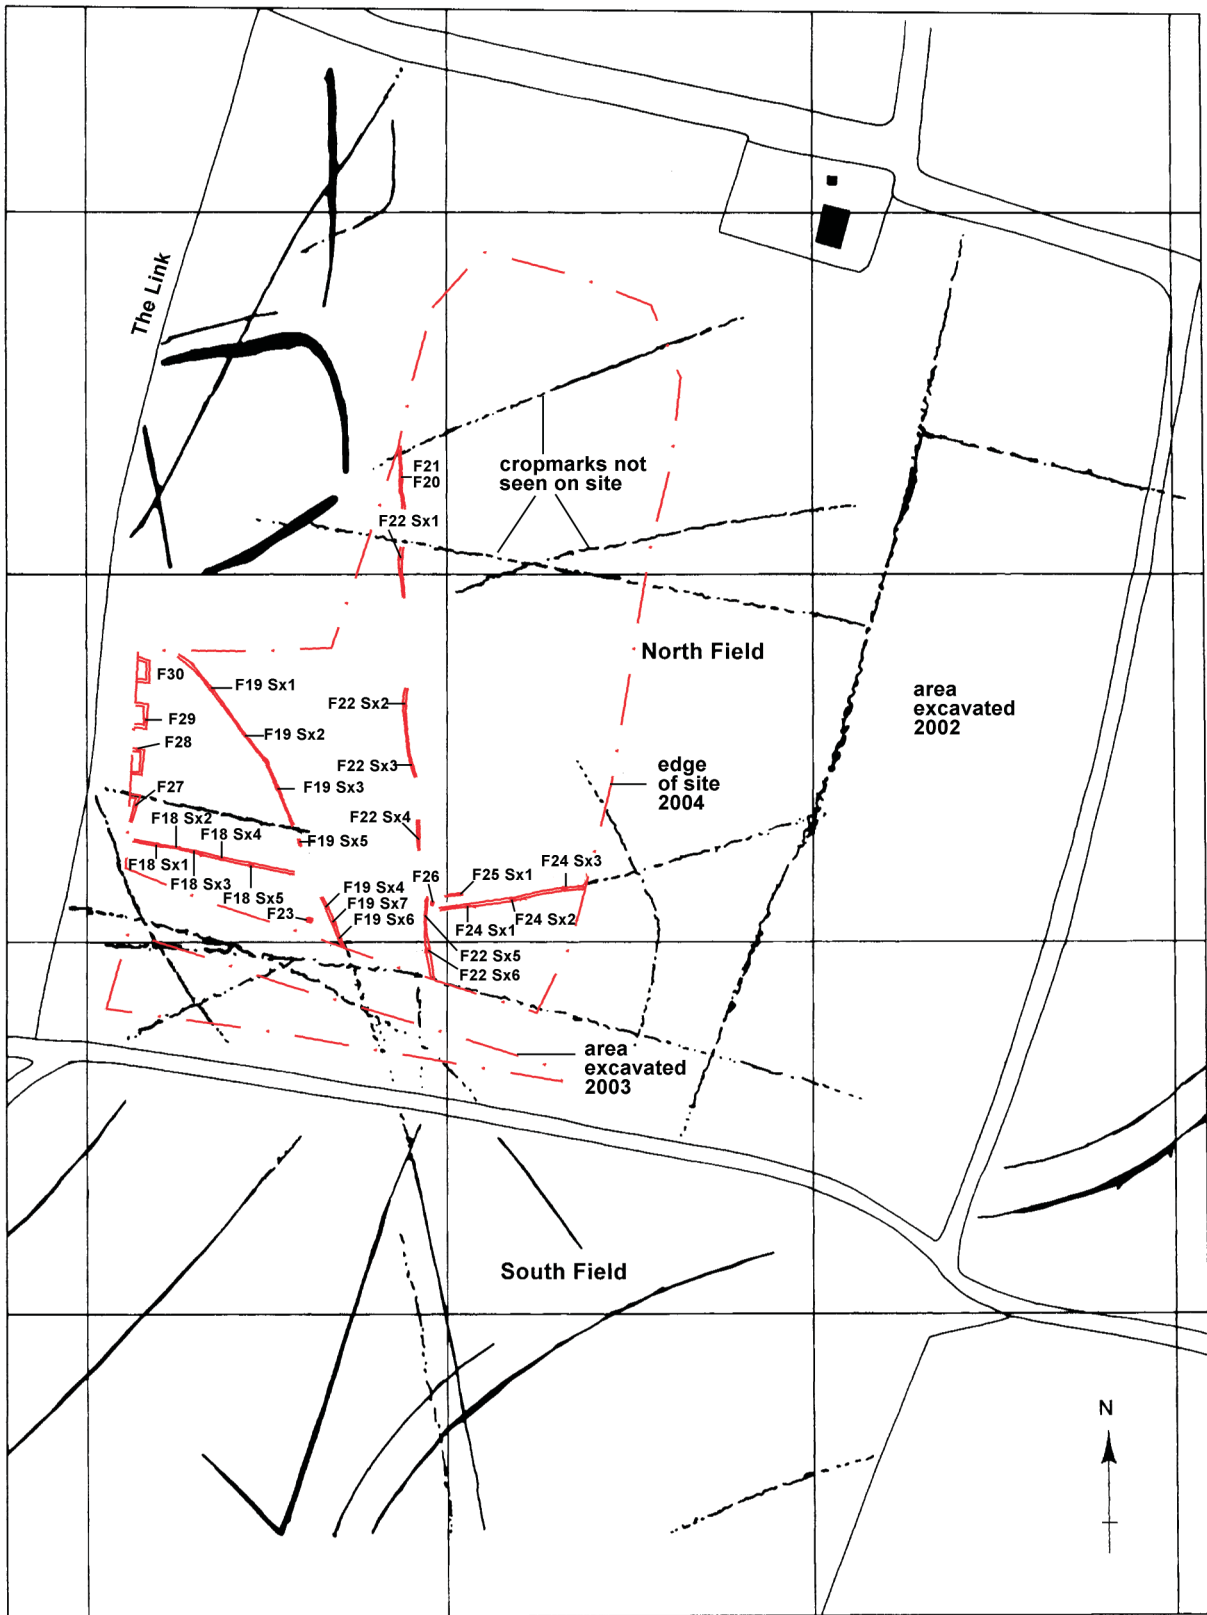 The Link
F21
F20
cropmarks not
seen on site
F22 Sx1
North Field
F30
F19 Sx1
F22 Sx2
area
excavated
2002
F29
F19 Sx2
F28
F22 Sx3
edge
of site
2004
F27
F19 Sx3
F18 Sx2
F18 Sx4
F22 Sx4
F19 Sx5
F18 Sx1
F18 Sx3
F18 Sx5
F24 Sx3
F26
F25 Sx1
F19 Sx4
F19 Sx7
F19 Sx6
F23
F24 Sx1
F24 Sx2
F22 Sx5
F22 Sx6
area
excavated
2003
South Field
N